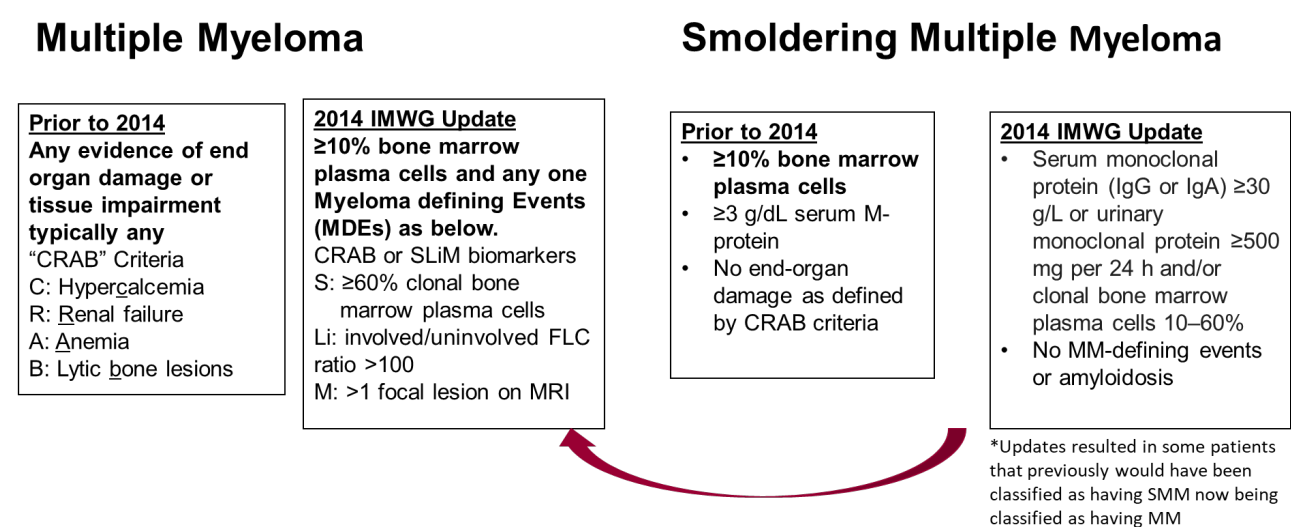 Multiple Myeloma
Prior to 2014
Any evidence of end
organ damage or
tissue impairment
typically any
“CRAB” Criteria
C: Hypercalcemia
R: Renal failure
A: Anemia
B: Lytic bone lesions
2014 IMWG Update
≥10% bone marrow
plasma cells and any one
Myeloma defining Events
(MDEs) as below.
CRAB or SLiM biomarkers
S: ≥60% clonal bone
marrow plasma cells
Li: involved/uninvolved FLC
ratio >100
M: >1 focal lesion on MRI
Smoldering Multiple Myeloma
Prior to 2014
• ≥10% bone marrow
plasma cells
• ≥3 g/dL serum M-
protein
• No end-organ
damage as defined
by CRAB criteria
2014 IMWG Update
• Serum monoclonal
protein (IgG or IgA) ≥30
g/L or urinary
monoclonal protein ≥500
mg per 24 h and/or
clonal bone marrow
plasma cells 10–60%
• No MM-defining events
or amyloidosis
*Updates resulted in some patients
that previously would have been
classified as having SMM now being
classified as having MM